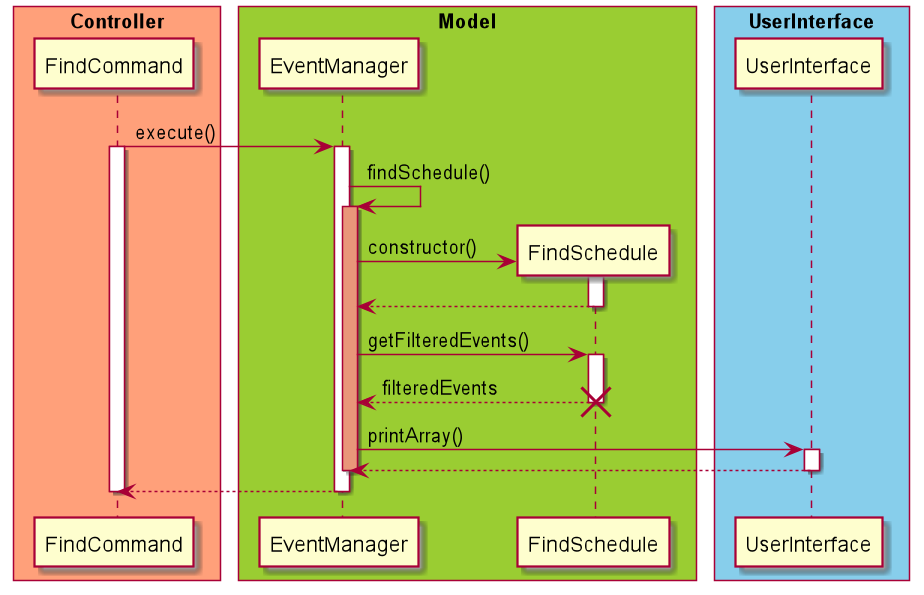 Controller
Model
UserInterface
FindCommand
EventManager
UserInterface
execute()
findSchedule()
constructor()
FindSchedule
getFilteredEvents()
filteredEvents
printArray()
FindCommand
EventManager
FindSchedule
UserInterface